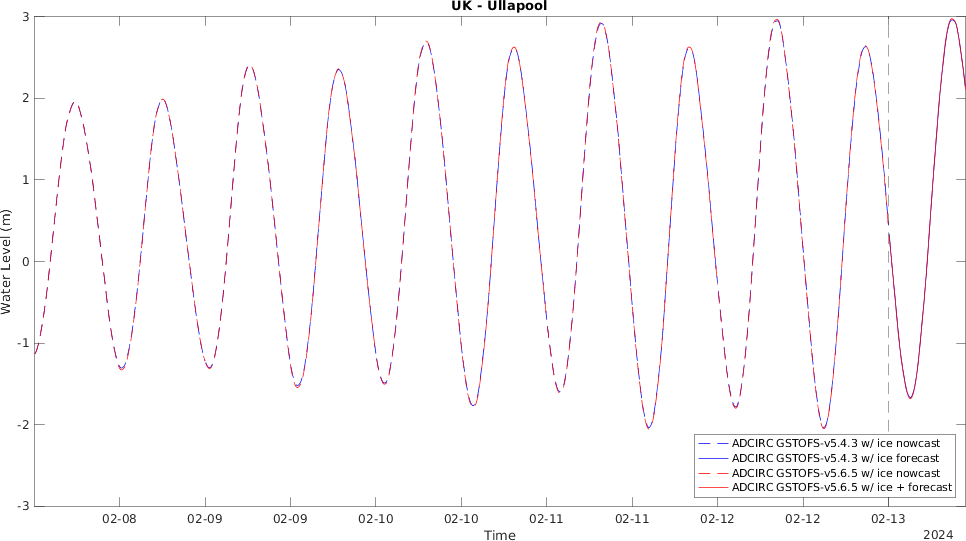 UK - Ullapool
3
2
1
0
-1
-2
-3
Water Level (m)
ADCIRC GSTOFS-v5.4.3 w/ ice nowcast
ADCIRC GSTOFS-v5.4.3 w/ ice forecast
ADCIRC GSTOFS-v5.6.5 w/ ice nowcast
ADCIRC GSTOFS-v5.6.5 w/ ice + forecast
02-08 02-09 02-09 02-10 02-10 02-11 02-11 02-12 02-12 02-13
Time
2024